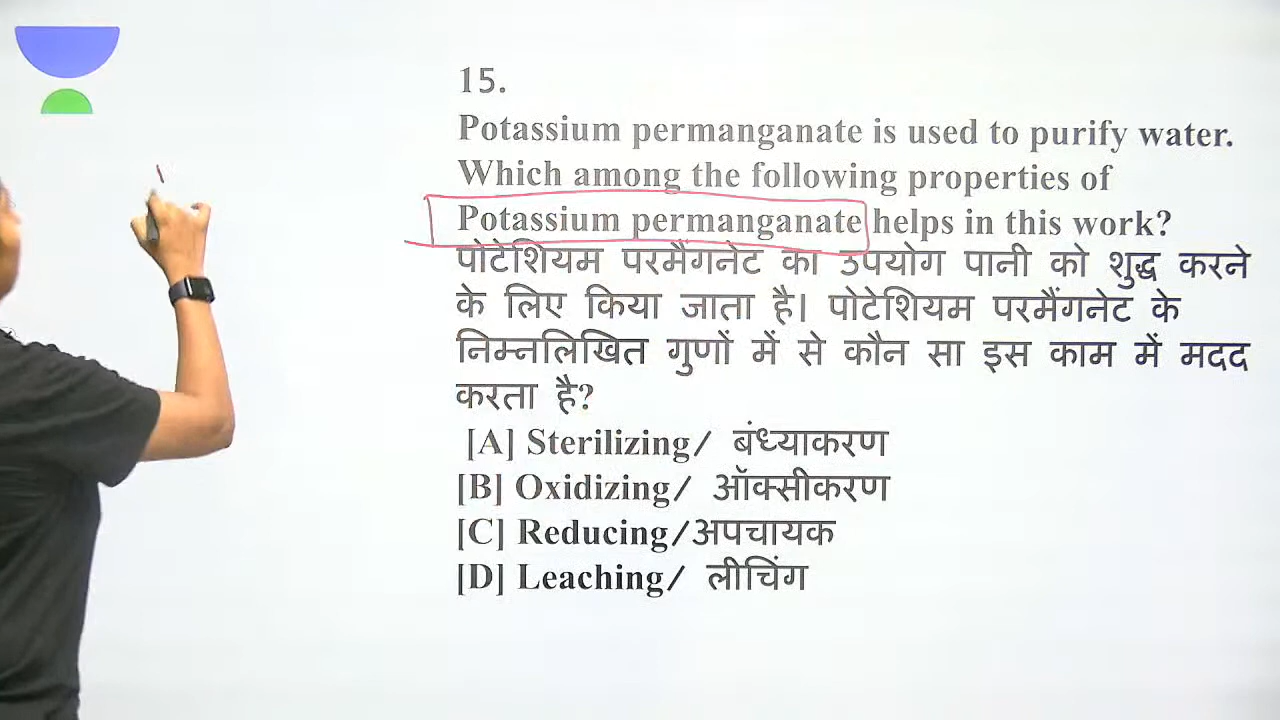 15.
Potassium permanganate is used to purify water.
Which among the following properties of
Potassium permanganate helps in this work?
पोटेशियम परमैंगनेट का उपयोग पानी को शुद्ध करने
के लिए किया जाता है। पोटेशियम परमैंगनेट के
निम्नलिखित गुणों में से कौन सा इस काम में मदद
करता है?
[A] Sterilizing/ बंध्याकरण
[B] Oxidizing/ ऑक्सीकरण
[C] Reducing/अपचायक
[D] Leaching/ लीचिंग